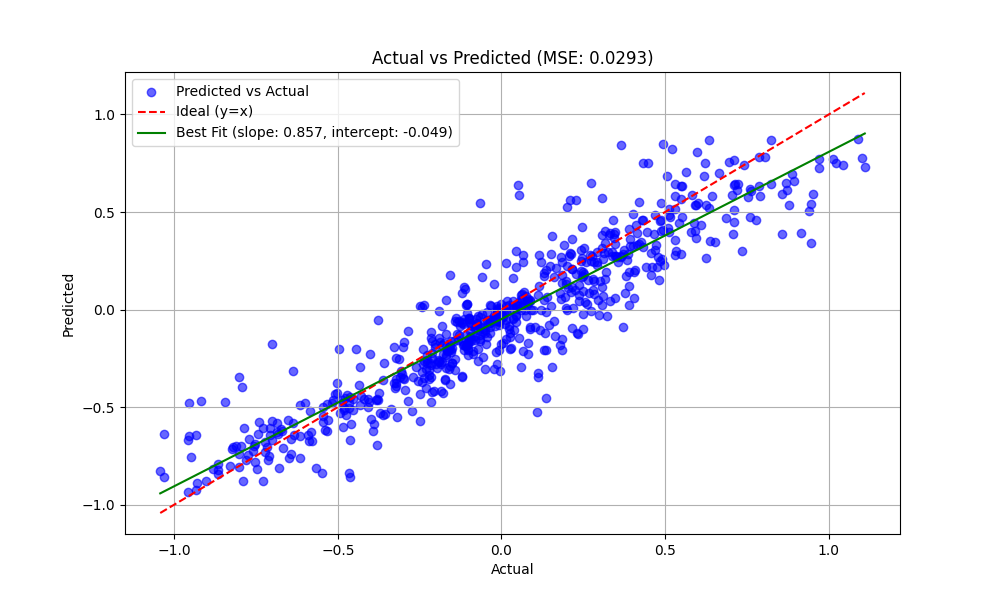 Actual vs Predicted (MSE: 0.0293)
Predicted vs Actual
Ideal (y=x)
Best Fit (slope: 0.857, intercept: -0.049)
1.0
0.5
0.0
−0.5
−1.0
Predicted
−1.0 −0.5 0.0 0.5 1.0
Actual